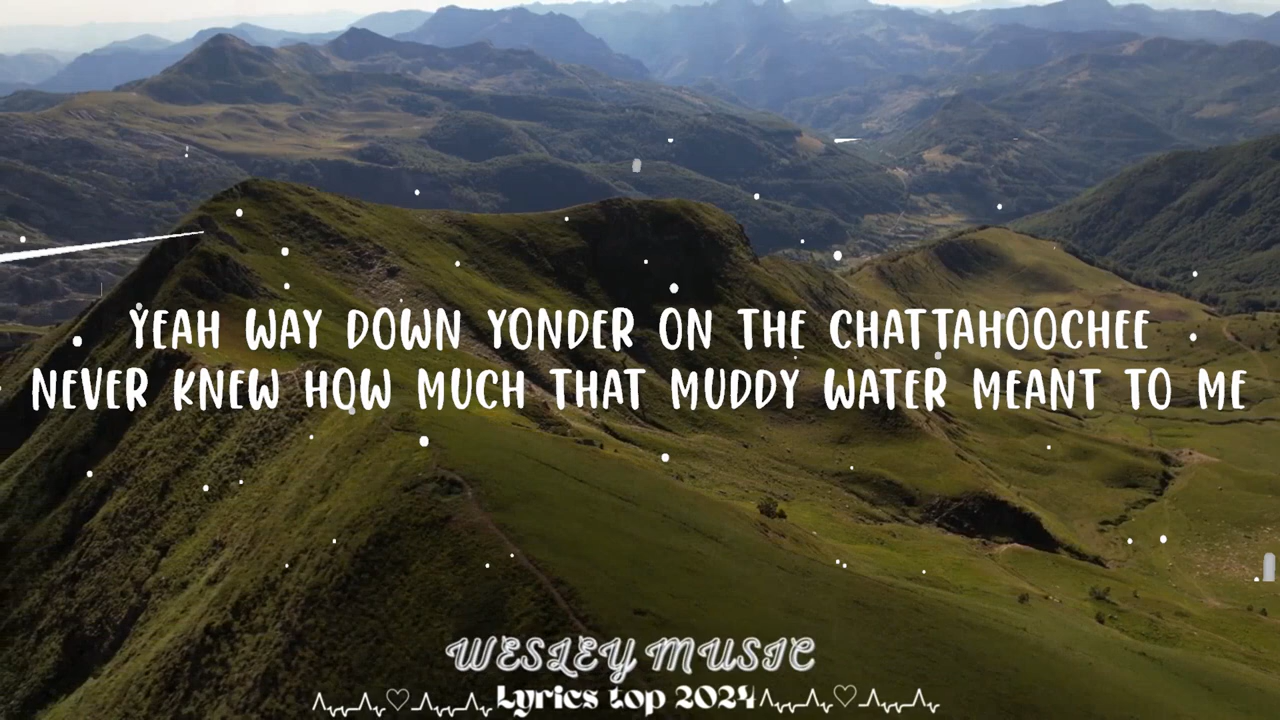 YEAH WAY DOWN YONDER ON THE CHATTAHOOCHEE
NEVER KNEW HOW MUCH THAT MUDDY WATER MEANT TO ME
WESLEY MUSIC
Lyrics top 2024